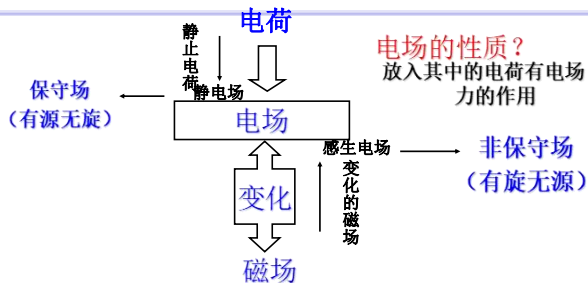 电荷
静止电荷
静电场
电场的性质？
放入其中的电荷有电场
力的作用
保守场
（有源无旋）
电场
感生电场
非保守场
（有旋无源）
变化的磁场
变化
磁场